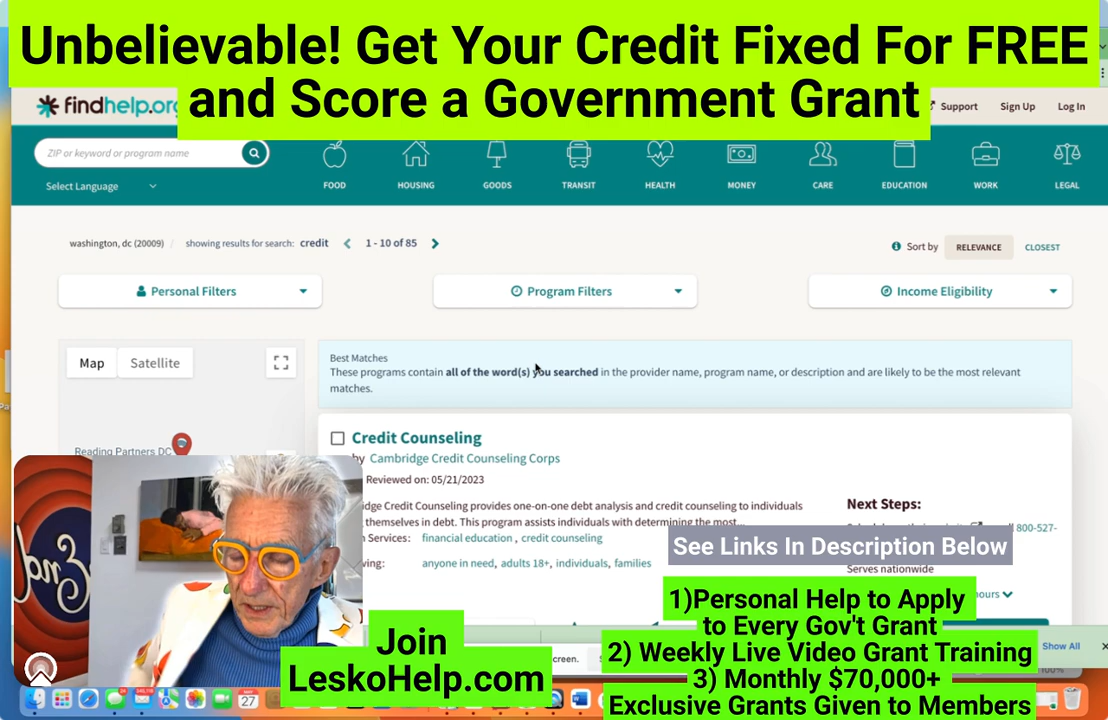 Unbelievable! Get Your Credit Fixed For FREE
and Score a Government Grant
findhelp.org
Support
Sign Up
Log In
ZIP or keyword or program name
Select Language
FOOD
HOUSING
GOODS
TRANSIT
HEALTH
MONEY
CARE
EDUCATION
WORK
LEGAL
washington, dc (20009) / showing results for search: credit
1 - 10 of 85
Sort by
RELEVANCE
CLOSEST
Personal Filters
Program Filters
Income Eligibility
Map
Satellite
Reading Partners DC
Best Matches
These programs contain all of the word(s) you searched in the provider name, program name, or description and are likely to be the most relevant
matches.
Credit Counseling
by Cambridge Credit Counseling Corps
Reviewed on: 05/21/2023
idge Credit Counseling provides one-on-one debt analysis and credit counseling to individuals
themselves in debt. This program assists individuals with determining the most...
Services: financial education , credit counseling
ving: anyone in need, adults 18+, individuals, families
Next Steps:
800-527-
Serves nationwide
hours
See Links In Description Below
1)Personal Help to Apply
to Every Gov't Grant
2) Weekly Live Video Grant Training
3) Monthly $70,000+
Exclusive Grants Given to Members
Join
LeskoHelp.com
creen.
Show All
100%
27